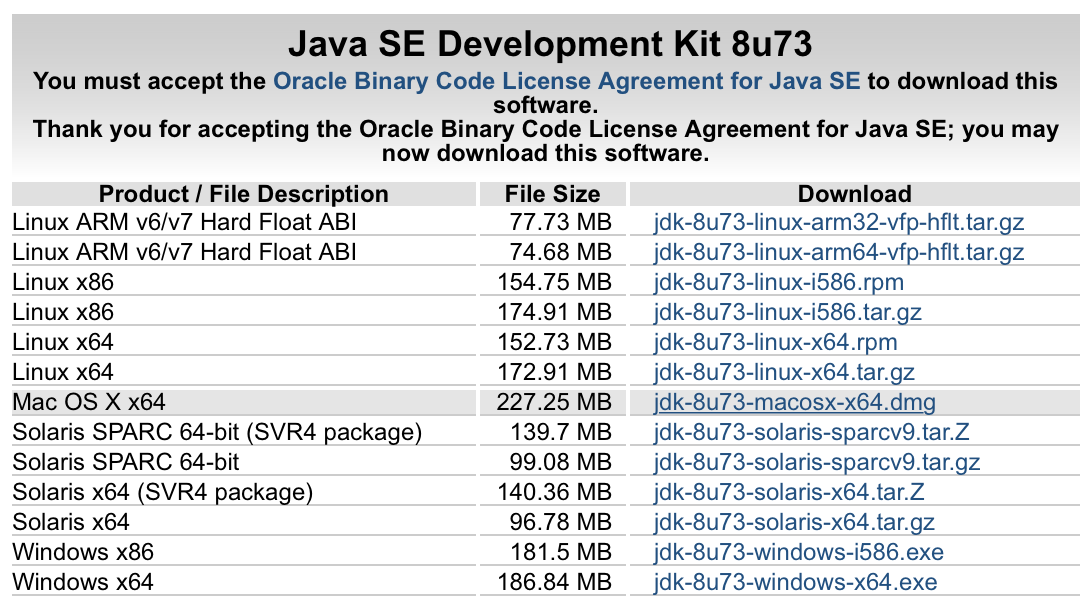 Java SE Development Kit 8u73
You must accept the Oracle Binary Code License Agreement for Java SE to download this
software.
Thank you for accepting the Oracle Binary Code License Agreement for Java SE; you may
now download this software.
Product / File Description File Size Download
Linux ARM v6/v7 Hard Float ABI 77.73 MB jdk-8u73-linux-arm32-vfp-hflt.tar.gz
Linux ARM v6/v7 Hard Float ABI 74.68 MB jdk-8u73-linux-arm64-vfp-hflt.tar.gz
Linux x86 154.75 MB jdk-8u73-linux-i586.rpm
Linux x86 174.91 MB jdk-8u73-linux-i586.tar.gz
Linux x64 152.73 MB jdk-8u73-linux-x64.rpm
Linux x64 172.91 MB jdk-8u73-linux-x64.tar.gz
Mac OS X x64 227.25 MB jdk-8u73-macosx-x64.dmg
Solaris SPARC 64-bit (SVR4 package) 139.7 MB jdk-8u73-solaris-sparcv9.tar.Z
Solaris SPARC 64-bit 99.08 MB jdk-8u73-solaris-sparcv9.tar.gz
Solaris x64 (SVR4 package) 140.36 MB jdk-8u73-solaris-x64.tar.Z
Solaris x64 96.78 MB jdk-8u73-solaris-x64.tar.gz
Windows x86 181.5 MB jdk-8u73-windows-i586.exe
Windows x64 186.84 MB jdk-8u73-windows-x64.exe